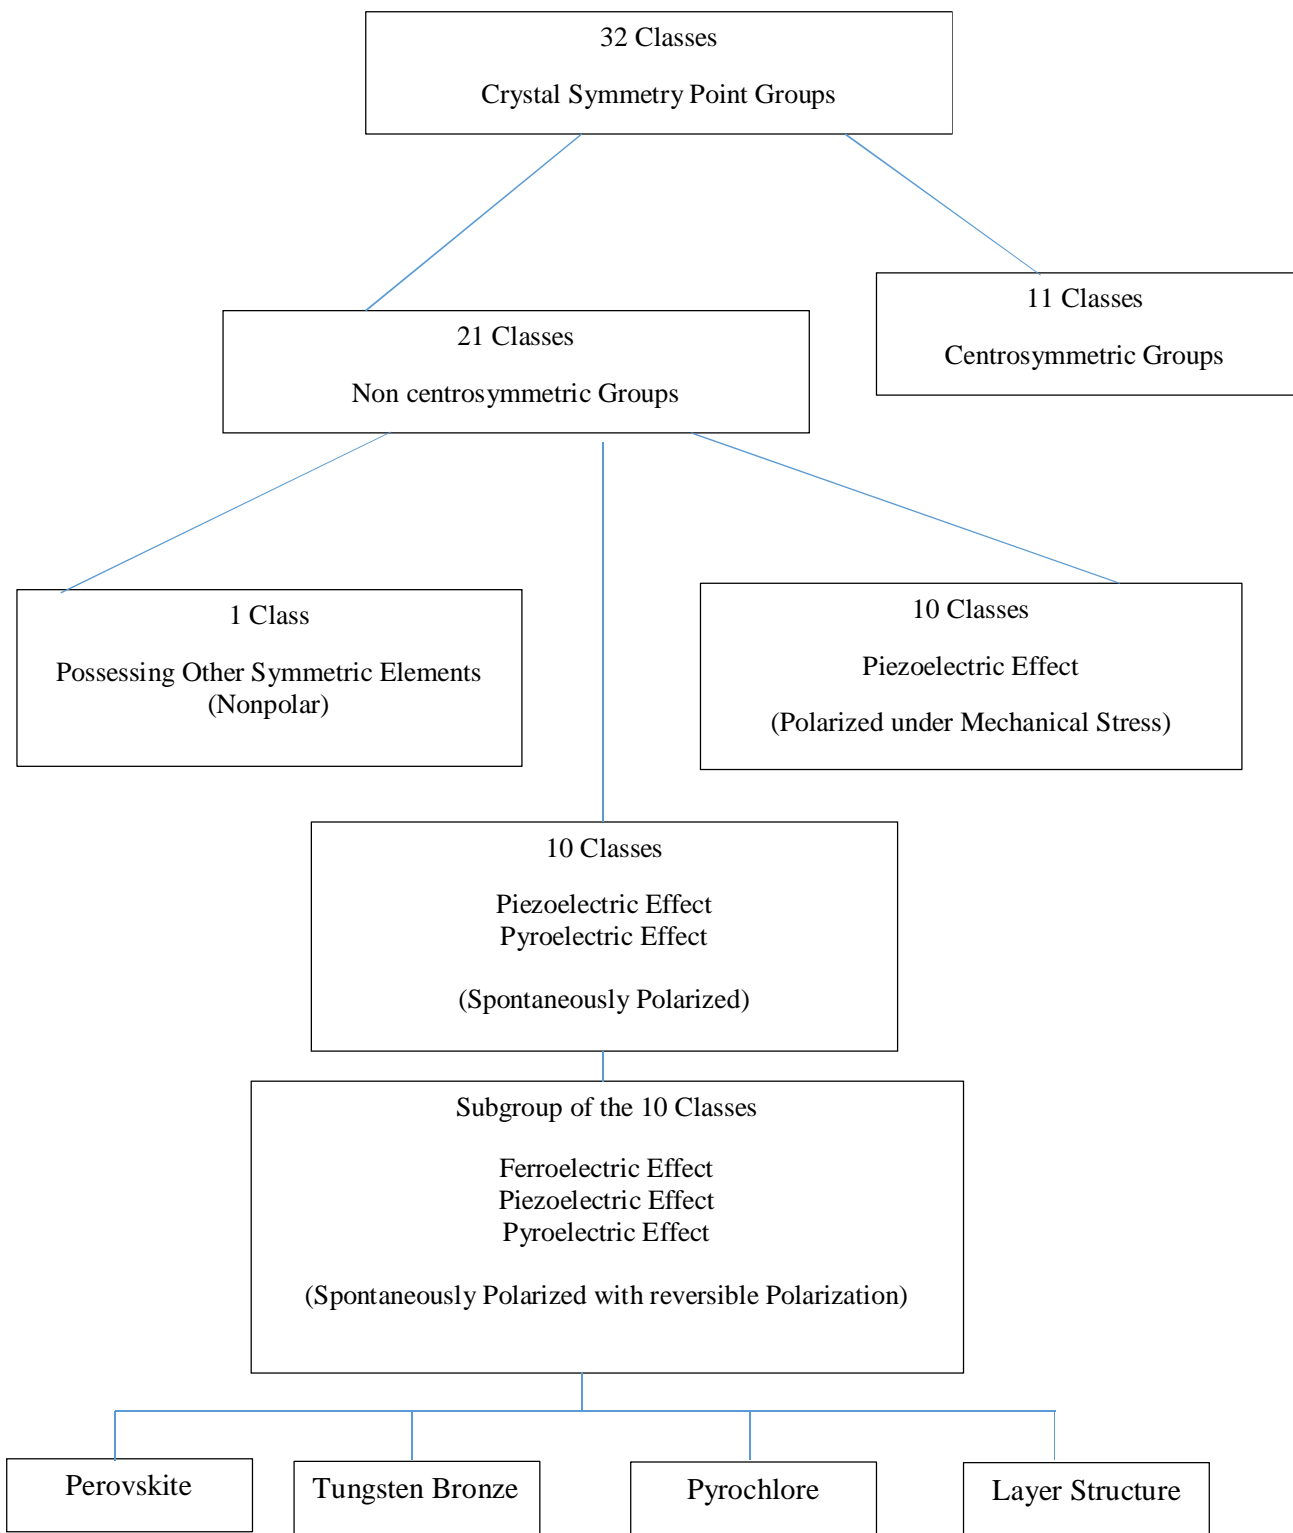 32 Classes
Crystal Symmetry Point Groups
11 Classes
Centrosymmetric Groups
21 Classes
Non centrosymmetric Groups
1 Class
Possessing Other Symmetric Elements
(Nonpolar)
10 Classes
Piezoelectric Effect
(Polarized under Mechanical Stress)
10 Classes
Piezoelectric Effect
Pyroelectric Effect
(Spontaneously Polarized)
Subgroup of the 10 Classes
Ferroelectric Effect
Piezoelectric Effect
Pyroelectric Effect
(Spontaneously Polarized with reversible Polarization)
Perovskite
Tungsten Bronze
Pyrochlore
Layer Structure